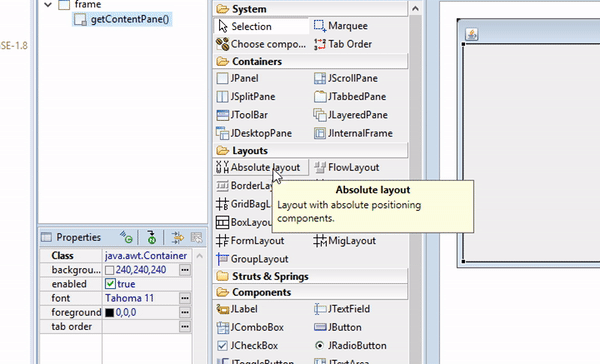 frame
getContentPane()
SE-1.8
System
Selection
Marquee
Choose compo...
Tab Order
Containers
JPanel
JScrollPane
JSplitPane
JTabbedPane
JToolBar
JLayeredPane
JDesktopPane
JInternalFrame
Layouts
Absolute layout
FlowLayout
BorderLa
Absolute layout
Layout with absolute positioning
components.
GridBagL
BoxLayou
FormLayout
MigLayout
GroupLayout
Struts & Springs
Components
JLabel
JTextField
JComboBox
JButton
JCheckBox
JRadioButton
JToggleButton
JTextArea
Properties
Class java.awt.Container
backgrou... 240,240,240
enabled true
font Tahoma 11
foreground 0,0,0
tab order